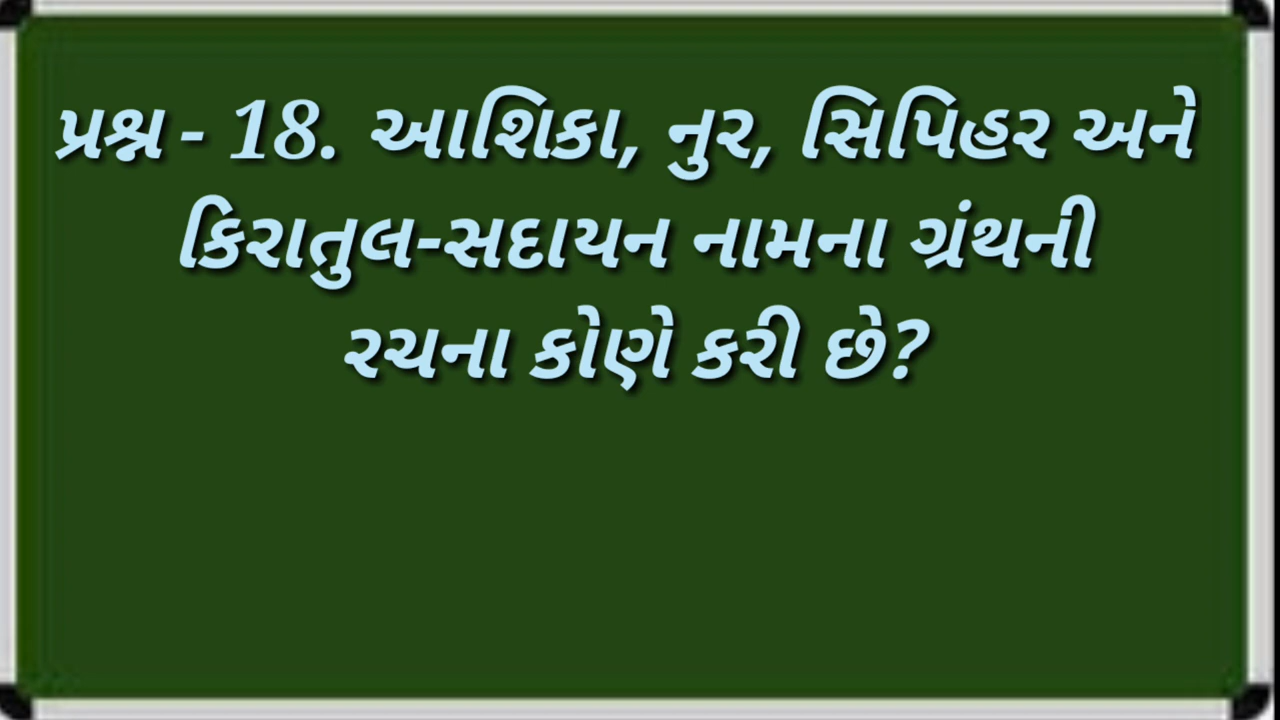 પ્રશ્ન - 18. આશિકા, નુર, સિપિહર અને
કિરાતુલ-સદાયન નામના ગ્રંથની
રચના કોણે કરી છે?